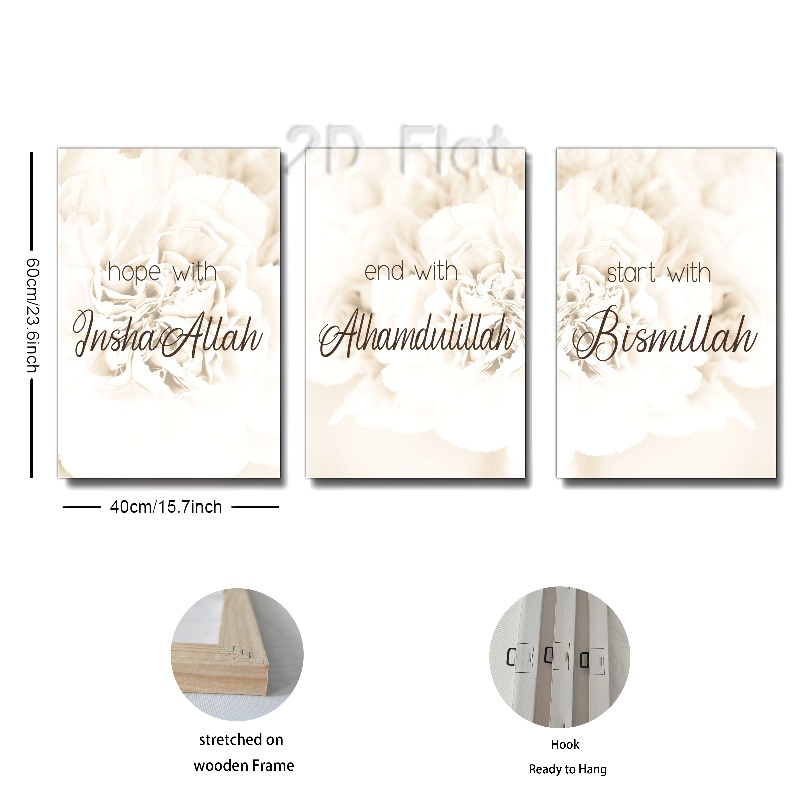 2D Flat
60cm/23.6inch
hope with
InshaAllah
end with
Alhamdulillah
start with
Bismillah
40cm/15.7inch
stretched on
wooden Frame
Hook
Ready to Hang